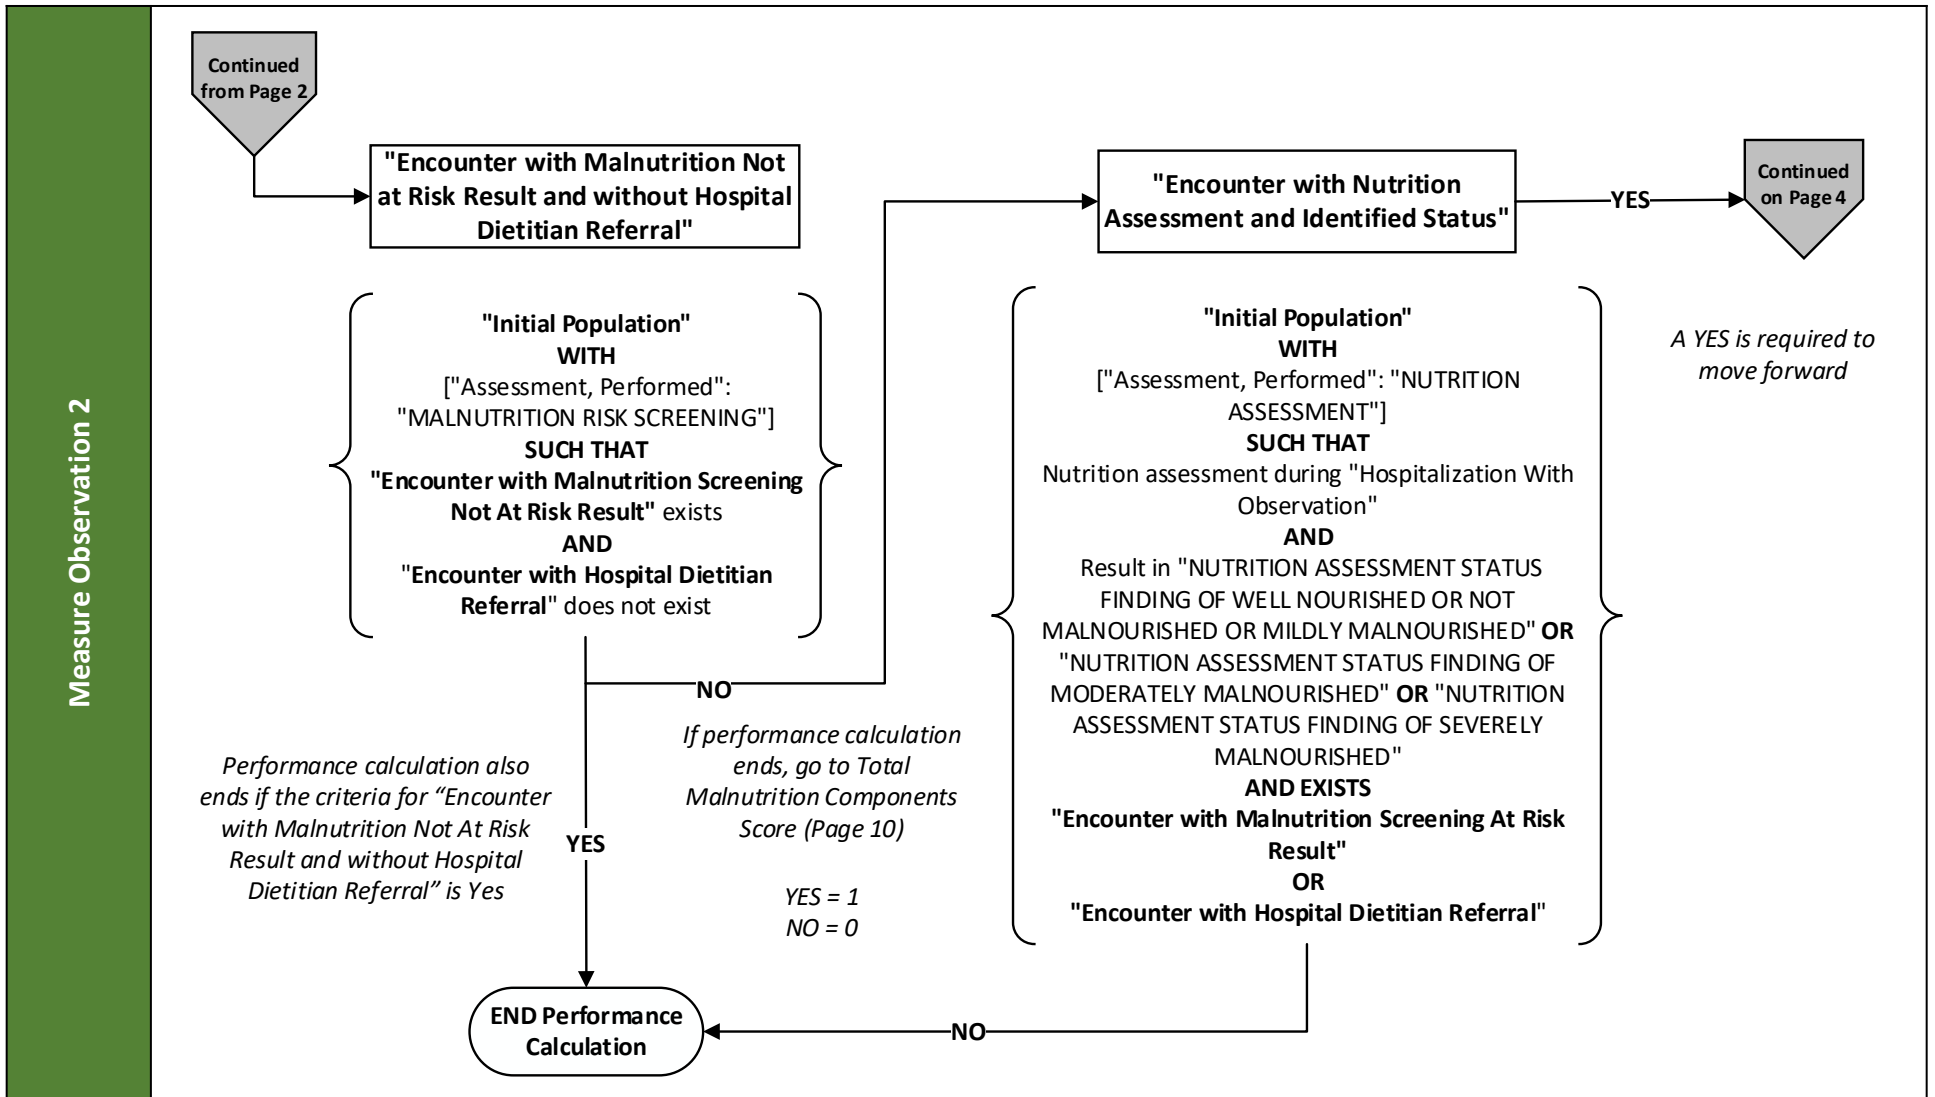 Measure Observation 2
Continued
from Page 2
"Encounter with Malnutrition Not
at Risk Result and without Hospital
Dietitian Referral"
"Initial Population"
WITH
["Assessment, Performed":
"MALNUTRITION RISK SCREENING"]
SUCH THAT
"Encounter with Malnutrition Screening
Not At Risk Result" exists
AND
"Encounter with Hospital Dietitian
Referral" does not exist
NO
YES
Performance calculation also
ends if the criteria for “Encounter
with Malnutrition Not At Risk
Result and without Hospital
Dietitian Referral” is Yes
If performance calculation
ends, go to Total
Malnutrition Components
Score (Page 10)
YES = 1
NO = 0
END Performance
Calculation
"Encounter with Nutrition
Assessment and Identified Status"
YES
Continued
on Page 4
A YES is required to
move forward
"Initial Population"
WITH
["Assessment, Performed": "NUTRITION
ASSESSMENT"]
SUCH THAT
Nutrition assessment during "Hospitalization With
Observation"
AND
Result in "NUTRITION ASSESSMENT STATUS
FINDING OF WELL NOURISHED OR NOT
MALNOURISHED OR MILDLY MALNOURISHED" OR
"NUTRITION ASSESSMENT STATUS FINDING OF
MODERATELY MALNOURISHED" OR "NUTRITION
ASSESSMENT STATUS FINDING OF SEVERELY
MALNOURISHED"
AND EXISTS
"Encounter with Malnutrition Screening At Risk
Result"
OR
"Encounter with Hospital Dietitian Referral"
NO